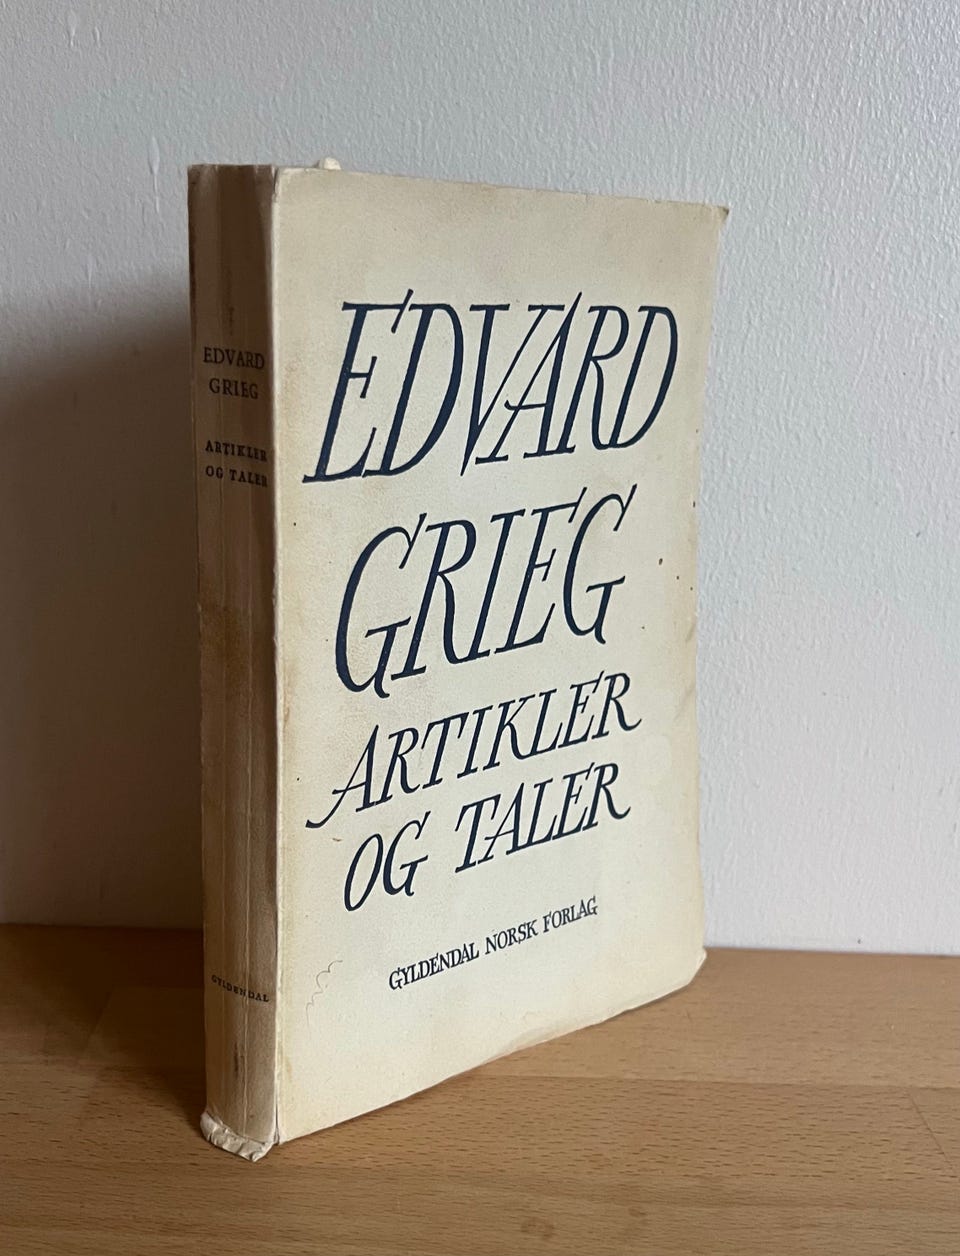 EDVARD
GRIEG
ARTIKLER
OG TALER
GYLDENDAL
EDVARD
GRIEG
ARTIKLER
OG TALER
GYLDENDAL NORSK FORLAG